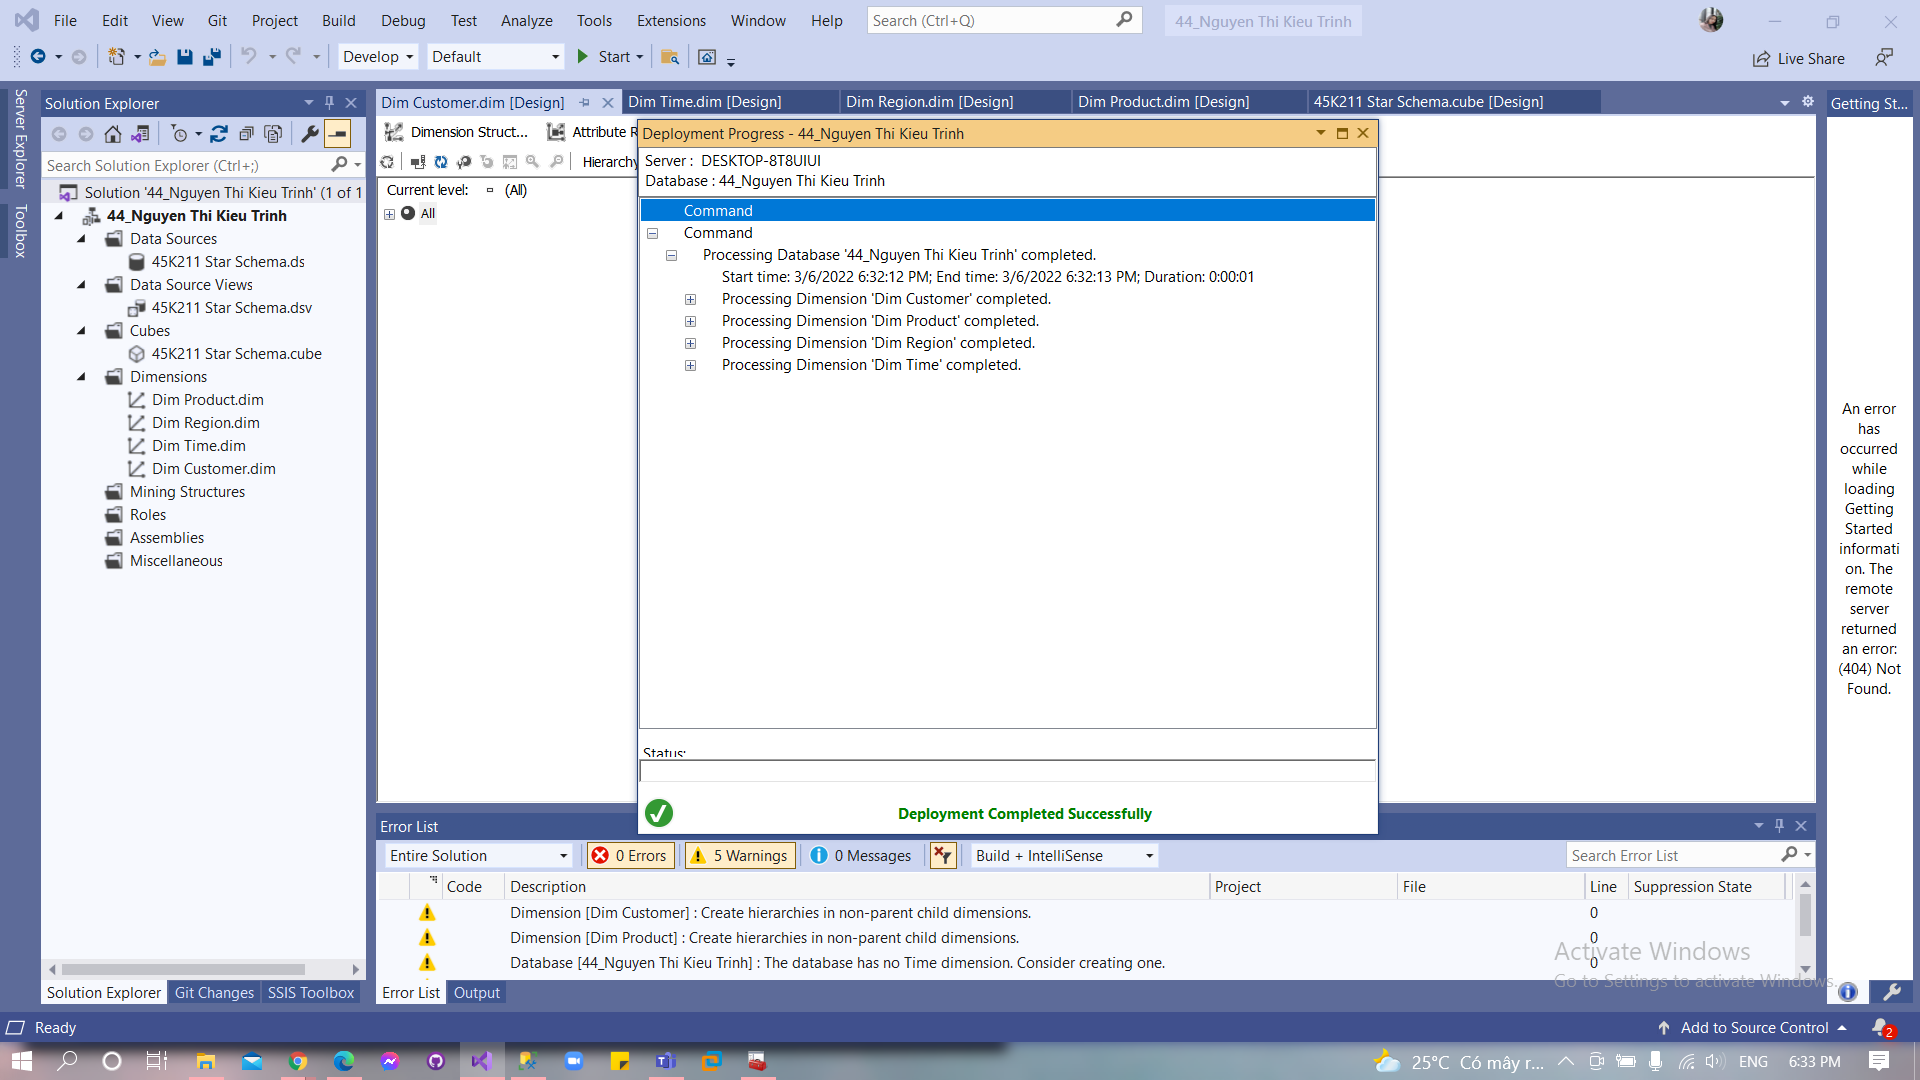 File Edit View Git Project Build Debug Test Analyze Tools Extensions Window Help Search (Ctrl+Q) 44_Nguyen Thi Kieu Trinh
Develop Default Start Live Share
Server Explorer
Toolbox
Solution Explorer
Search Solution Explorer (Ctrl+;)
Solution '44_Nguyen Thi Kieu Trinh' (1 of 1
44_Nguyen Thi Kieu Trinh
Data Sources
45K211 Star Schema.ds
Data Source Views
45K211 Star Schema.dsv
Cubes
45K211 Star Schema.cube
Dimensions
Dim Product.dim
Dim Region.dim
Dim Time.dim
Dim Customer.dim
Mining Structures
Roles
Assemblies
Miscellaneous
Solution Explorer Git Changes SSIS Toolbox
Dim Customer.dim [Design] Dim Time.dim [Design] Dim Region.dim [Design] Dim Product.dim [Design] 45K211 Star Schema.cube [Design]
Dimension Struct... Attribute R
Hierarchy
Current level: (All)
All
Deployment Progress - 44_Nguyen Thi Kieu Trinh
Server : DESKTOP-8T8UIUI
Database : 44_Nguyen Thi Kieu Trinh
Command
Command
Processing Database '44_Nguyen Thi Kieu Trinh' completed.
Start time: 3/6/2022 6:32:12 PM; End time: 3/6/2022 6:32:13 PM; Duration: 0:00:01
Processing Dimension 'Dim Customer' completed.
Processing Dimension 'Dim Product' completed.
Processing Dimension 'Dim Region' completed.
Processing Dimension 'Dim Time' completed.
Status:
Deployment Completed Successfully
Getting St...
An error
has
occurred
while
loading
Getting
Started
informati
on. The
remote
server
returned
an error:
(404) Not
Found.
Error List
Entire Solution 0 Errors 5 Warnings 0 Messages Build + IntelliSense Search Error List
Code Description Project File Line Suppression State
Dimension [Dim Customer] : Create hierarchies in non-parent child dimensions. 0
Dimension [Dim Product] : Create hierarchies in non-parent child dimensions. 0
Database [44_Nguyen Thi Kieu Trinh] : The database has no Time dimension. Consider creating one. 0
Error List Output
Activate Windows
Go to Settings to activate Windows.
Ready Add to Source Control 2
25°C Có mây r... ENG 6:33 PM